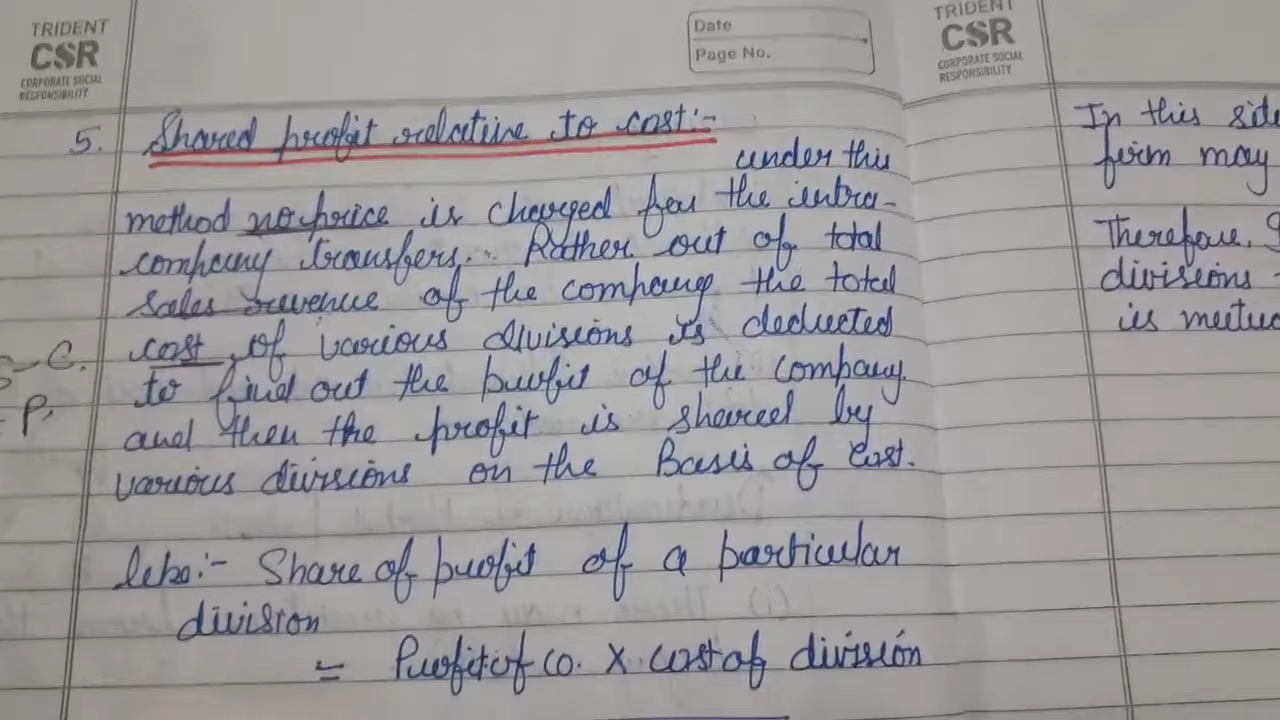 TRIDENT
CSR
CORPORATE SOCIAL
RESPONSIBILITY
Date
Page No.
TRIDENT
CSR
CORPORATE SOCIAL
RESPONSIBILITY
5. Shared profit relative to cost:-
under this
method no price is charged for the intra-
company transfers. Rather out of total
sales revenue of the company the total
cost of various divisions is deducted
to find out the profit of the company
and then the profit is shared by
various divisions on the Basis of Cost.
Share of profit of a particular
division
= Profit of co. X cost of division
C.
P.
In this side
firm may
Therefore,
divisions
is mutua